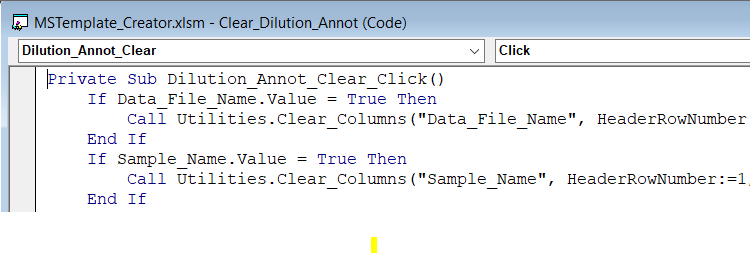 MSTemplate_Creator.xlsm - Clear_Dilution_Annot (Code)
Dilution_Annot_Clear Click
Private Sub Dilution_Annot_Clear_Click()
    If Data_File_Name.Value = True Then
        Call Utilities.Clear_Columns("Data_File_Name", HeaderRowNumber
    End If
    If Sample_Name.Value = True Then
        Call Utilities.Clear_Columns("Sample_Name", HeaderRowNumber:=1,
    End If